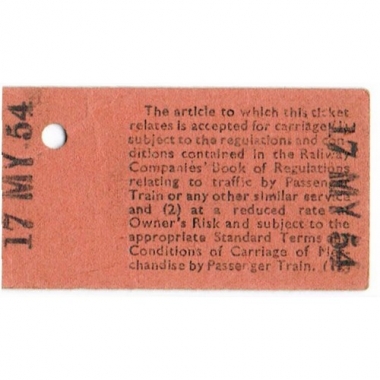 17 MY 54
The article to which this ticket
relates is accepted for carriage (1)
subject to the regulations and con-
ditions contained in the Railway
Companies' Book of Regulations
relating to traffic by Passenger
Train or any other similar service
and (2) at a reduced rate
Owner's Risk and subject to the
appropriate Standard Terms
Conditions of Carriage of
chandise by Passenger Train.
17 MY 54